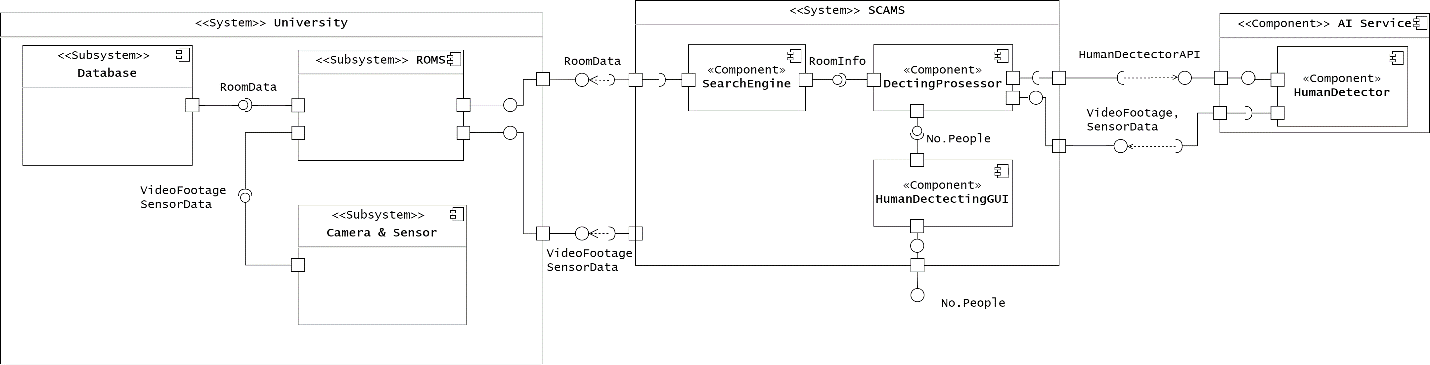 <<System>> University
<<Subsystem>>
Database
RoomData
<<Subsystem>> ROMS
VideoFootage
SensorData
<<Subsystem>>
Camera & Sensor
RoomData
VideoFootage
SensorData
<<System>> SCAMS
«Component»
SearchEngine
RoomInfo
«Component»
DectingProsessor
No.People
«Component»
HumanDectectingGUI
No.People
HumanDectectorAPI
VideoFootage,
SensorData
<<Component>> AI Service
«Component»
HumanDetector